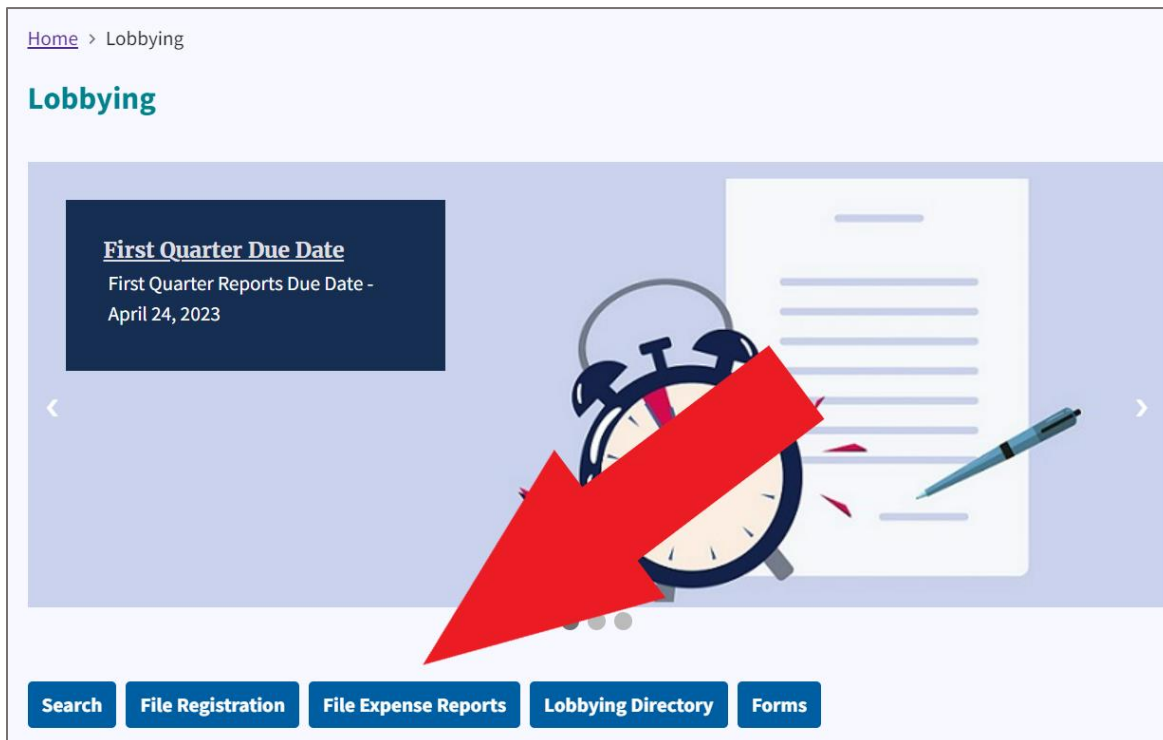 Home > Lobbying
Lobbying
First Quarter Due Date
First Quarter Reports Due Date -
April 24, 2023
Search File Registration File Expense Reports Lobbying Directory Forms